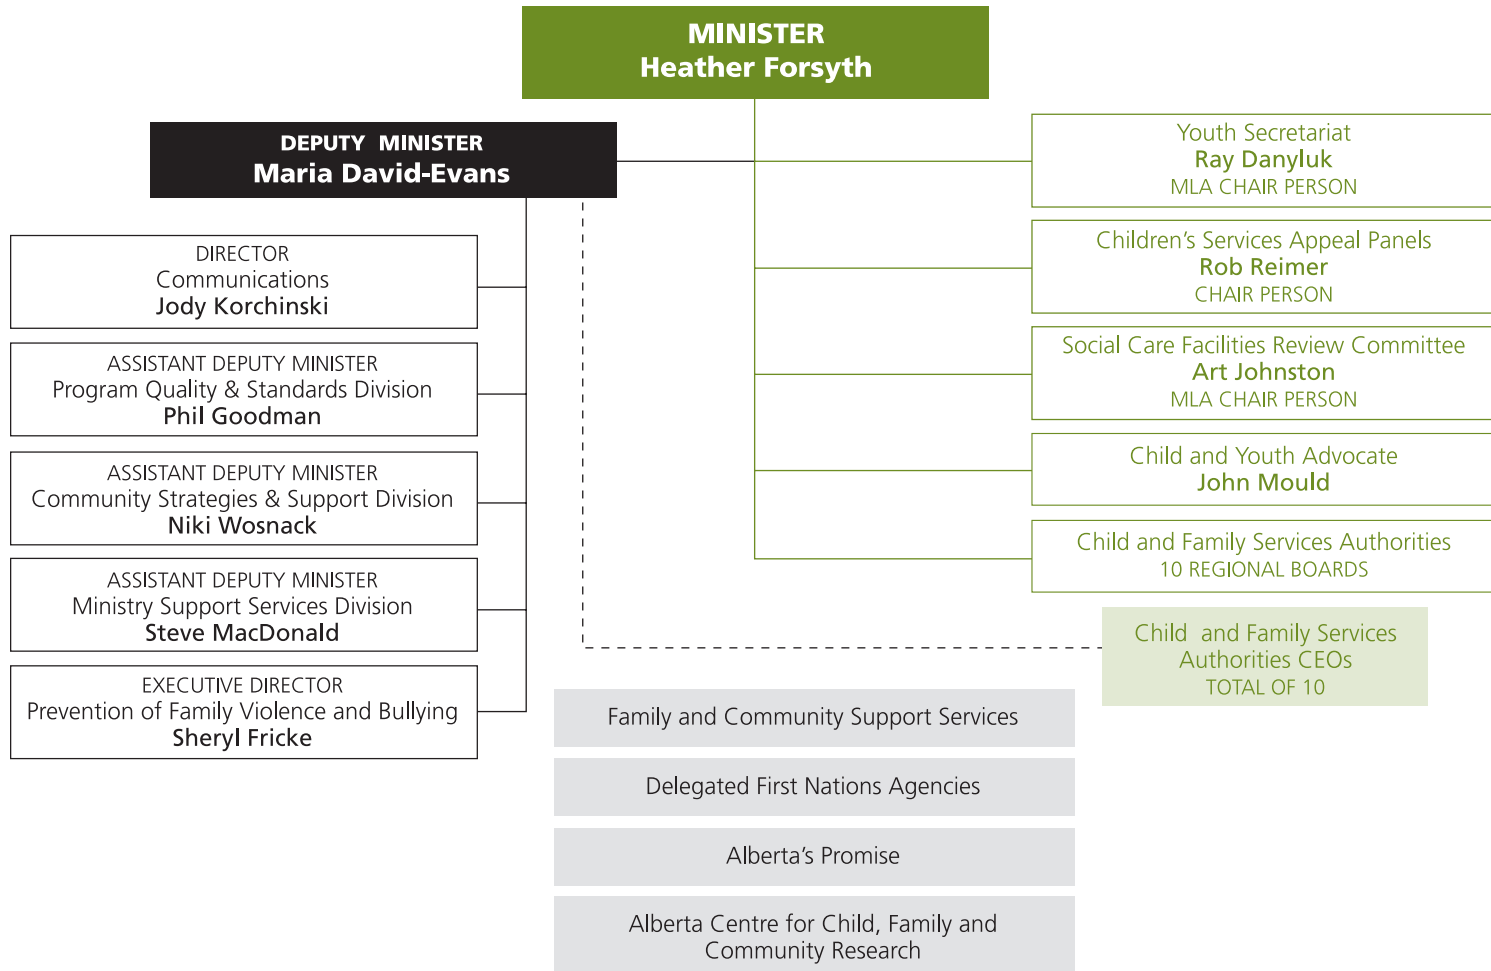 MINISTER
Heather Forsyth
DEPUTY MINISTER
Maria David-Evans
DIRECTOR
Communications
Jody Korchinski
ASSISTANT DEPUTY MINISTER
Program Quality & Standards Division
Phil Goodman
ASSISTANT DEPUTY MINISTER
Community Strategies & Support Division
Niki Wosnack
ASSISTANT DEPUTY MINISTER
Ministry Support Services Division
Steve MacDonald
EXECUTIVE DIRECTOR
Prevention of Family Violence and Bullying
Sheryl Fricke
Youth Secretariat
Ray Danyluk
MLA CHAIR PERSON
Children's Services Appeal Panels
Rob Reimer
CHAIR PERSON
Social Care Facilities Review Committee
Art Johnston
MLA CHAIR PERSON
Child and Youth Advocate
John Mould
Child and Family Services Authorities
10 REGIONAL BOARDS
Child and Family Services
Authorities CEOs
TOTAL OF 10
Family and Community Support Services
Delegated First Nations Agencies
Alberta's Promise
Alberta Centre for Child, Family and
Community Research